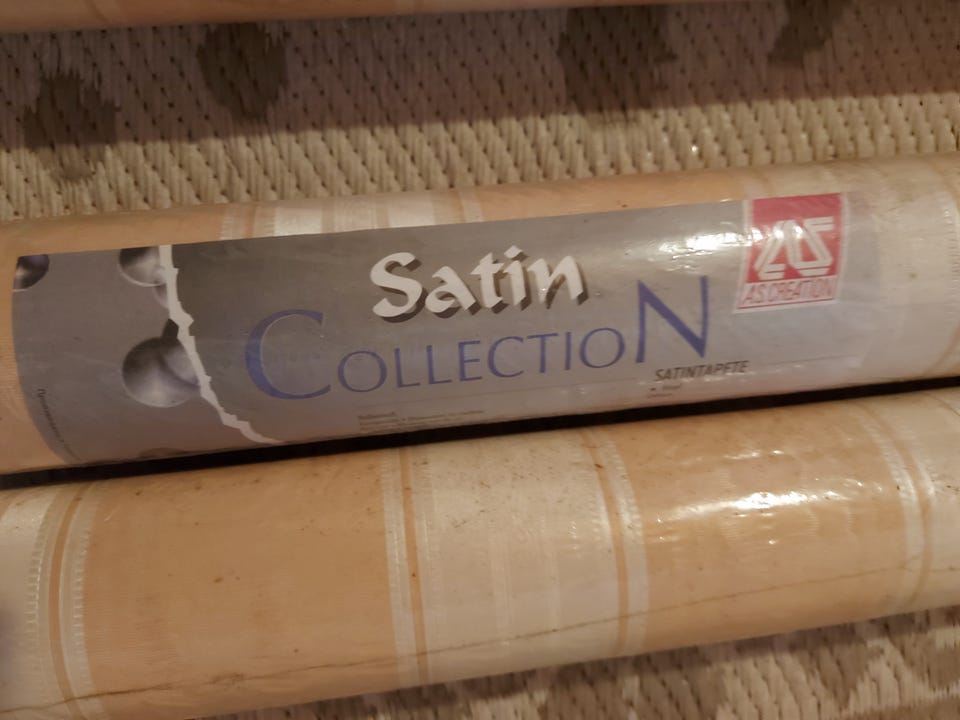 Satin
COLLECTION
AS
A.S. CREATION
SATINTAPETE